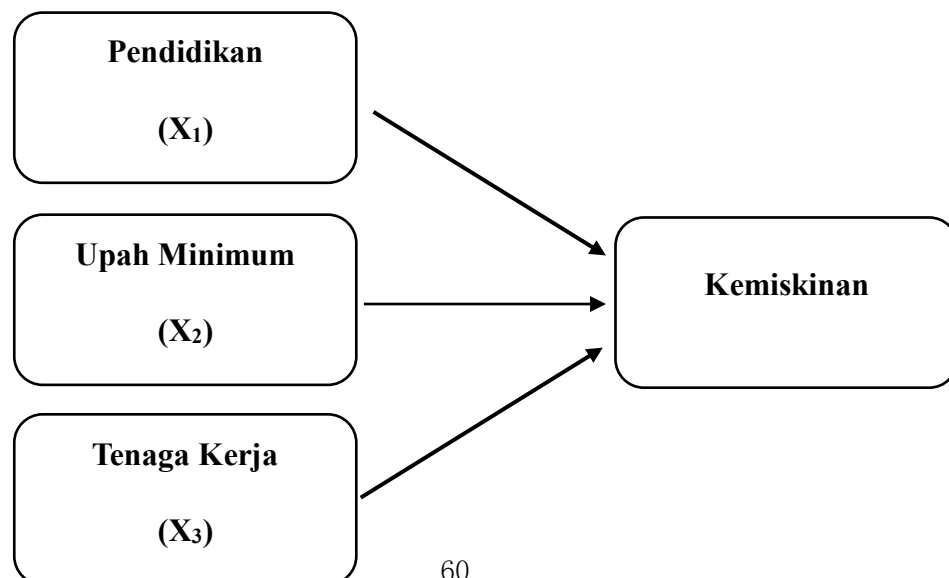 Pendidikan
(X₁)
Upah Minimum
(X₂)
Kemiskinan
Tenaga Kerja
(X₃)
60